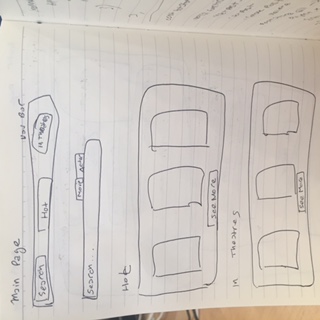 Main Page
Nav Bar
Search Hot In Theatres
Movie Actor
Search...
Hot
See More
In Theatres
See More